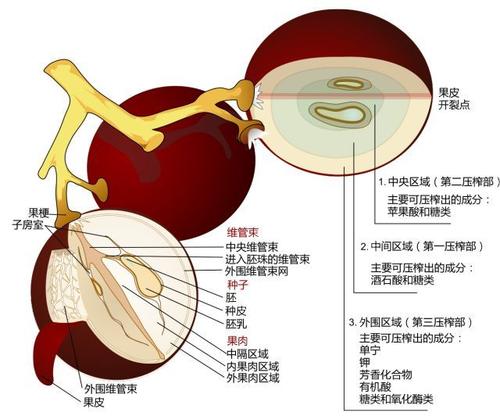 果皮
开裂点
1. 中央区域（第二压榨部）
主要可压榨出的成分：
苹果酸和糖类
2. 中间区域（第一压榨部）
主要可压榨出的成分：
酒石酸和糖类
3. 外围区域（第三压榨部）
主要可压榨出的成分：
单宁
钾
芳香化合物
有机酸
糖类和氧化酶类
果梗
子房室
维管束
中央维管束
进入胚珠的维管束
外围维管束网
种子
胚
种皮
胚乳
果肉
中隔区域
内果肉区域
外果肉区域
外围维管束
果皮